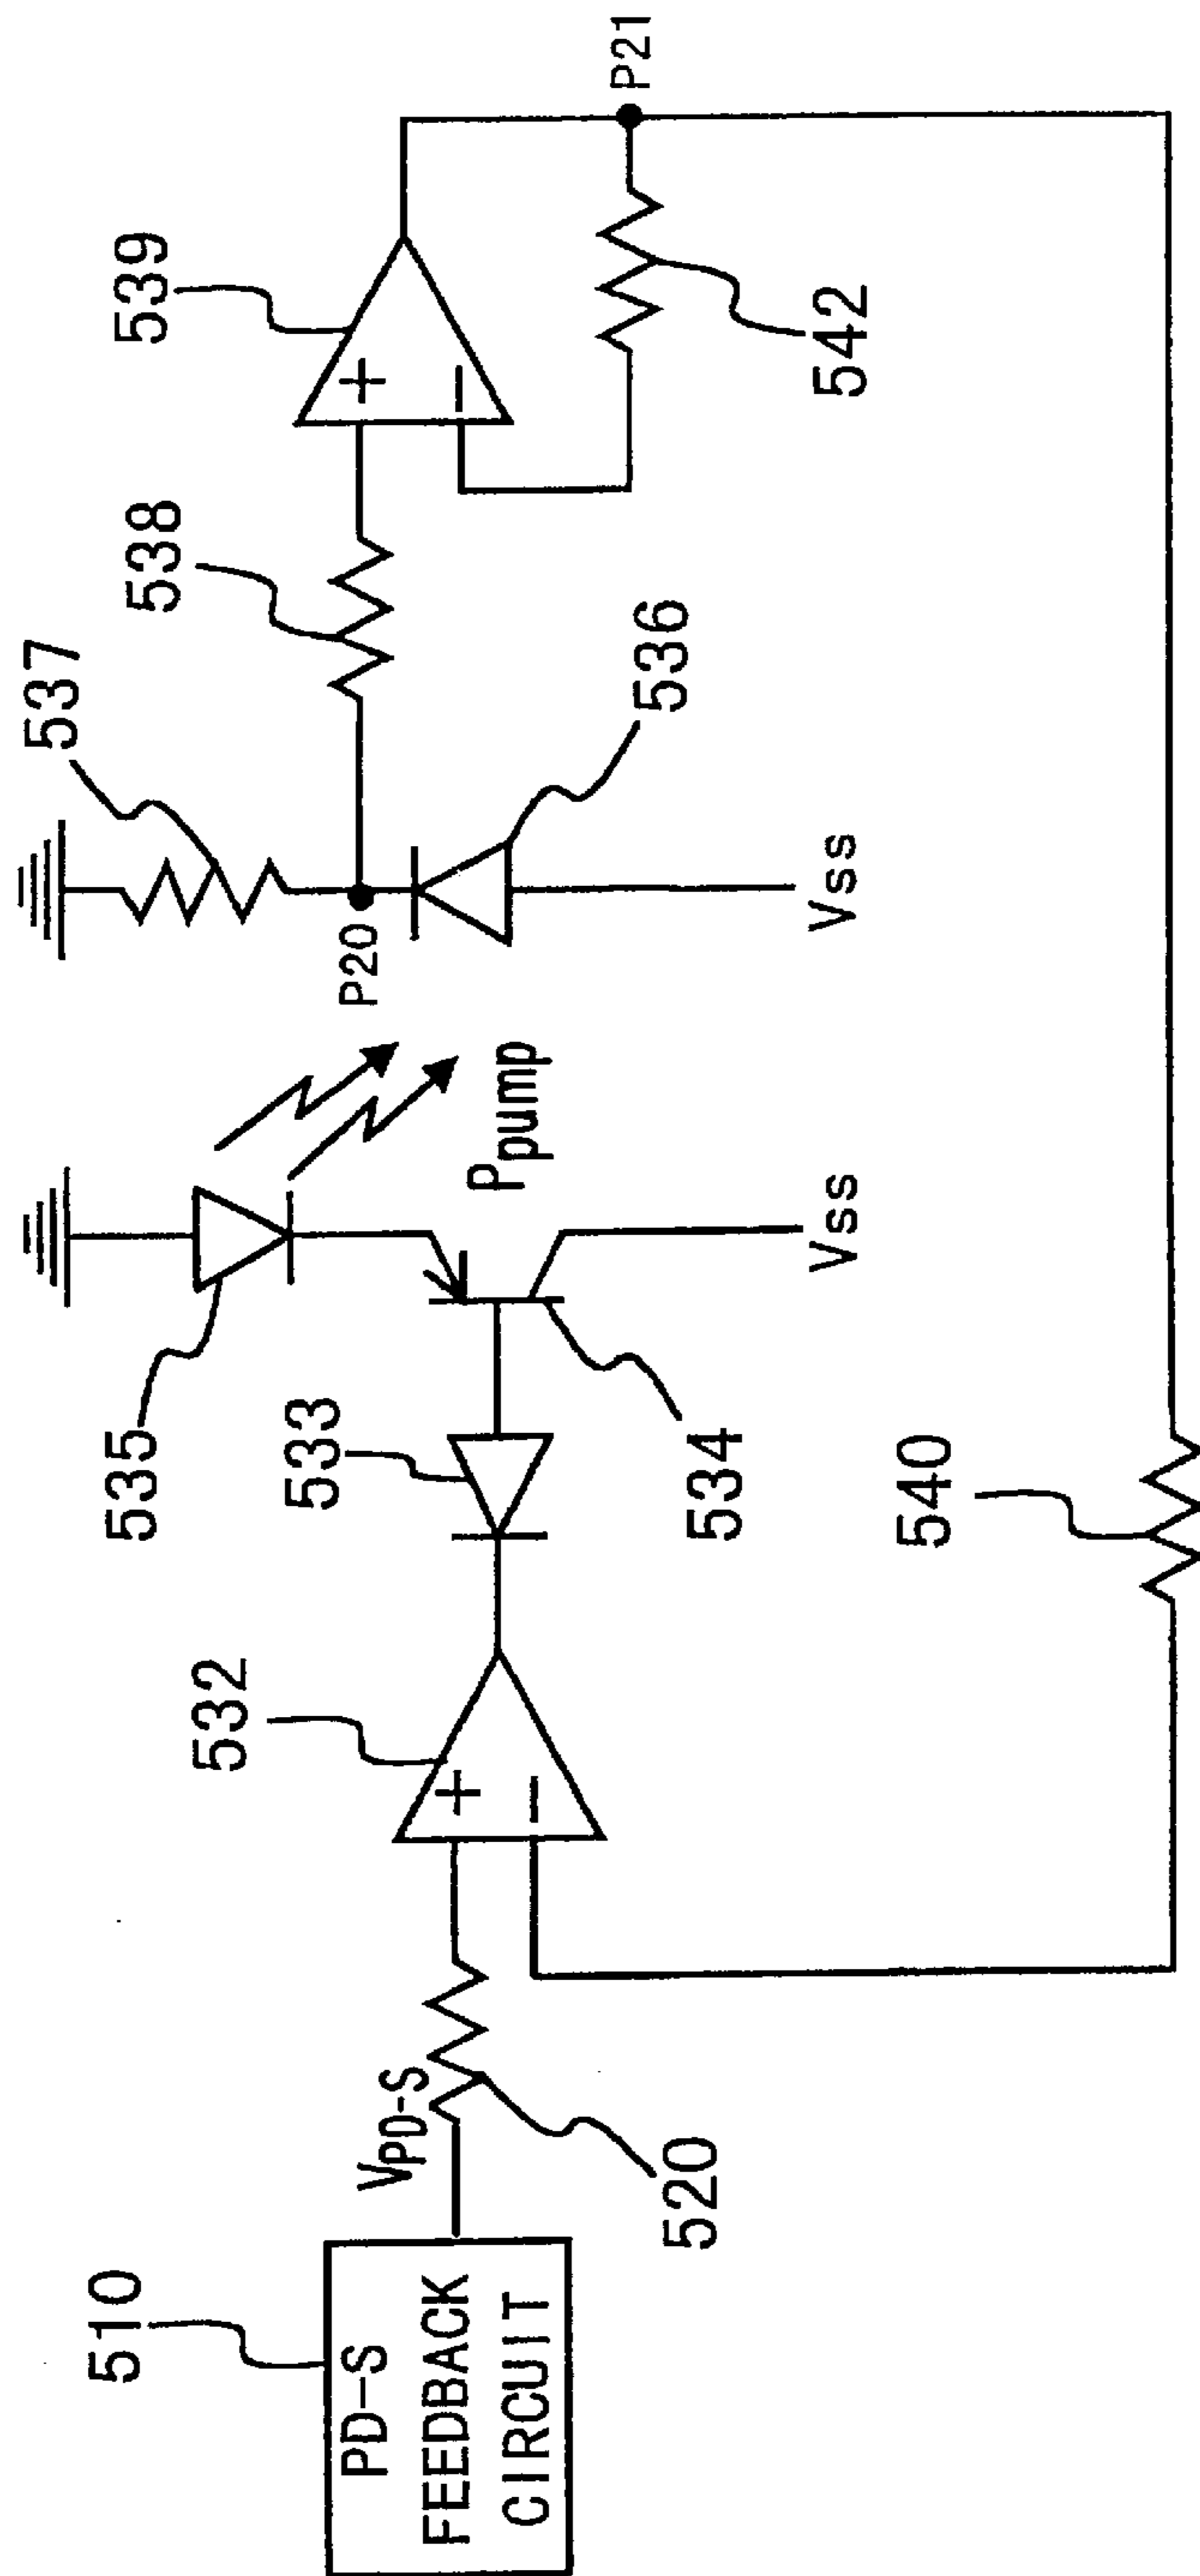 510
PD-S
FEEDBACK
CIRCUIT
VPD-S
520
532
+
−
533
534
535
Ppump
Vss
540
P20
537
536
Vss
538
539
+
−
542
P21